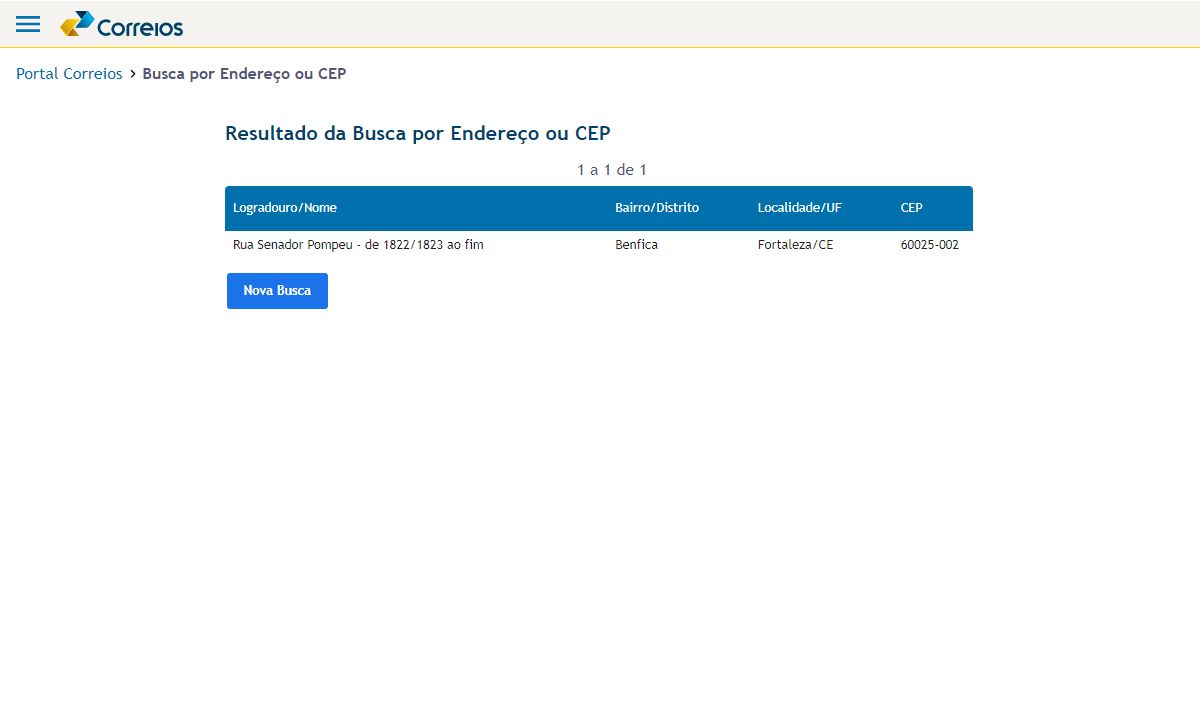 Correios
Portal Correios > Busca por Endereço ou CEP
Resultado da Busca por Endereço ou CEP
1 a 1 de 1
Logradouro/Nome Bairro/Distrito Localidade/UF CEP
Rua Senador Pompeu - de 1822/1823 ao fim Benfica Fortaleza/CE 60025-002
Nova Busca